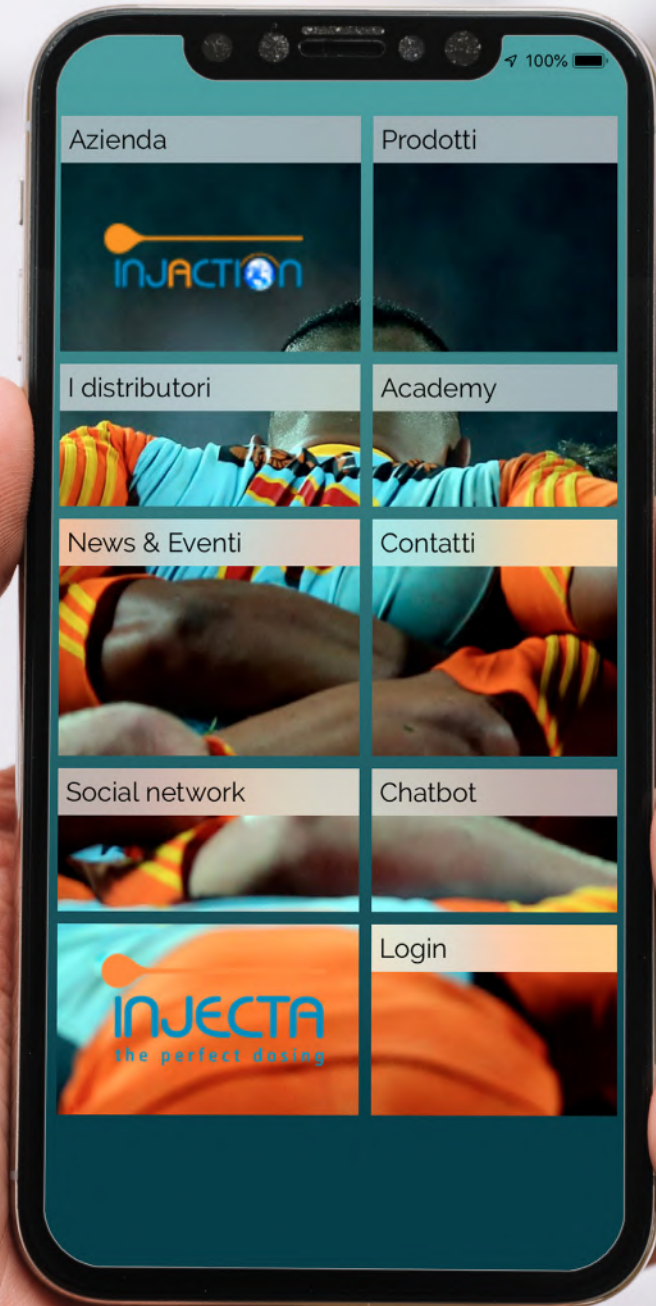 100%
Azienda
Prodotti
INJACTION
I distributori
Academy
News & Eventi
Contatti
Social network
Chatbot
INJECTA
the perfect dosing
Login